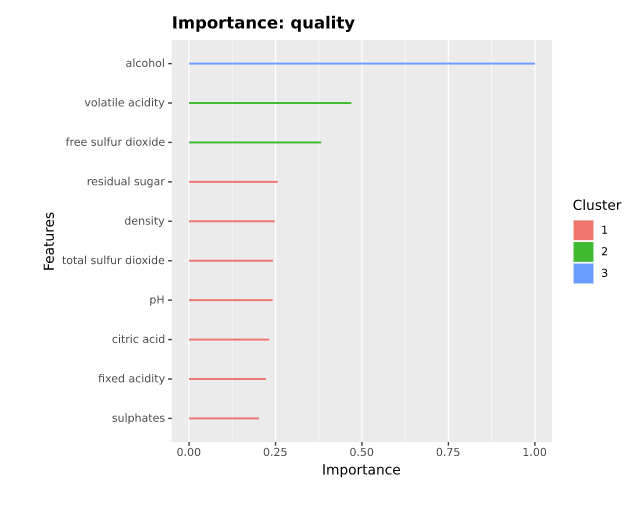 Importance: quality
Features
alcohol
volatile acidity
free sulfur dioxide
residual sugar
density
total sulfur dioxide
pH
citric acid
fixed acidity
sulphates
0.00 0.25 0.50 0.75 1.00
Importance
Cluster
1
2
3